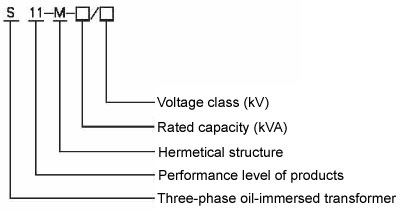 S 11-M-□/□
Voltage class (kV)
Rated capacity (kVA)
Hermetical structure
Performance level of products
Three-phase oil-immersed transformer